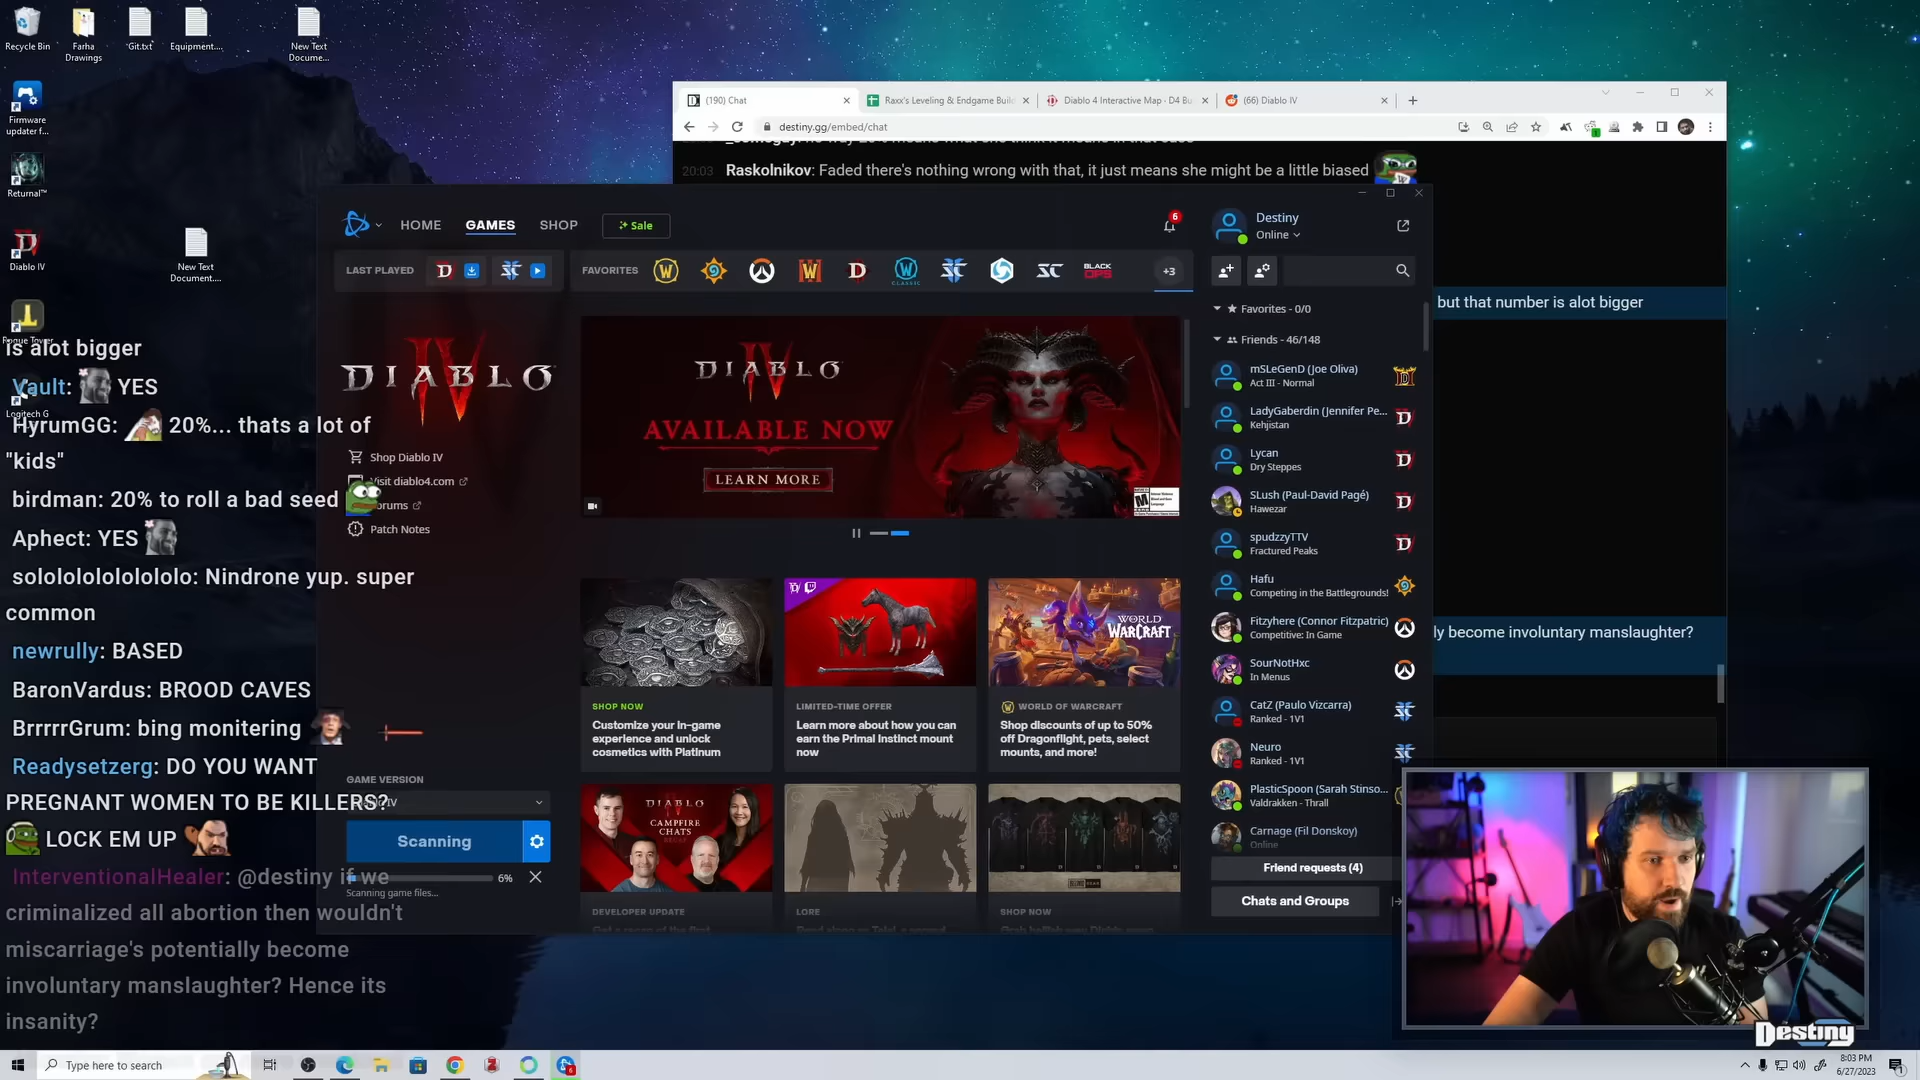 Recycle Bin
Farha
Drawings
Git.txt
Equipment....
New Text
Docume...
Firmware
updater f...
Returnal™
Diablo IV
New Text
Document....
Logitech G
is alot bigger
Vault: YES
HyrumGG: 20%... thats a lot of
"kids"
birdman: 20% to roll a bad seed
Aphect: YES
solololololololo: Nindrone yup. super
common
newrully: BASED
BaronVardus: BROOD CAVES
BrrrrrGrum: bing monitering
Readysetzerg: DO YOU WANT
PREGNANT WOMEN TO BE KILLERS?
LOCK EM UP
InterventionalHealer: @destiny if we
criminalized all abortion then wouldn't
miscarriage's potentially become
involuntary manslaughter? Hence its
insanity?
(190) Chat
Raxx's Leveling & Endgame Build
Diablo 4 Interactive Map - D4 Bu
(66) Diablo IV
destiny.gg/embed/chat
20:03 Raskolnikov: Faded there's nothing wrong with that, it just means she might be a little biased
but that number is alot bigger
ly become involuntary manslaughter?
HOME
GAMES
SHOP
Sale
6
Destiny
Online
LAST PLAYED
FAVORITES
CLASSIC
BLACK OPS
+3
DIABLO
IV
Shop Diablo IV
Visit diablo4.com
orums
Patch Notes
DIABLO
IV
AVAILABLE NOW
LEARN MORE
SHOP NOW
Customize your in-game
experience and unlock
cosmetics with Platinum
LIMITED-TIME OFFER
Learn more about how you can
earn the Primal Instinct mount
now
WORLD OF WARCRAFT
WORLD OF WARCRAFT
Shop discounts of up to 50%
off Dragonflight, pets, select
mounts, and more!
DIABLO
CAMPFIRE
CHATS
DEVELOPER UPDATE
LORE
SHOP NOW
GAME VERSION
Scanning
6%
Scanning game files...
Favorites - 0/0
Friends - 46/148
mSLeGenD (Joe Oliva)
Act III - Normal
LadyGaberdin (Jennifer Pe...
Kehjistan
Lycan
Dry Steppes
SLush (Paul-David Pagé)
Hawezar
spudzzyTTV
Fractured Peaks
Hafu
Competing in the Battlegrounds!
Fitzyhere (Connor Fitzpatric)
Competitive: In Game
SourNotHxc
In Menus
CatZ (Paulo Vizcarra)
Ranked - 1V1
Neuro
Ranked - 1V1
PlasticSpoon (Sarah Stinso...
Valdrakken - Thrall
Carnage (Fil Donskoy)
Online
Friend requests (4)
Chats and Groups
Destiny
Type here to search
8:03 PM
6/27/2023